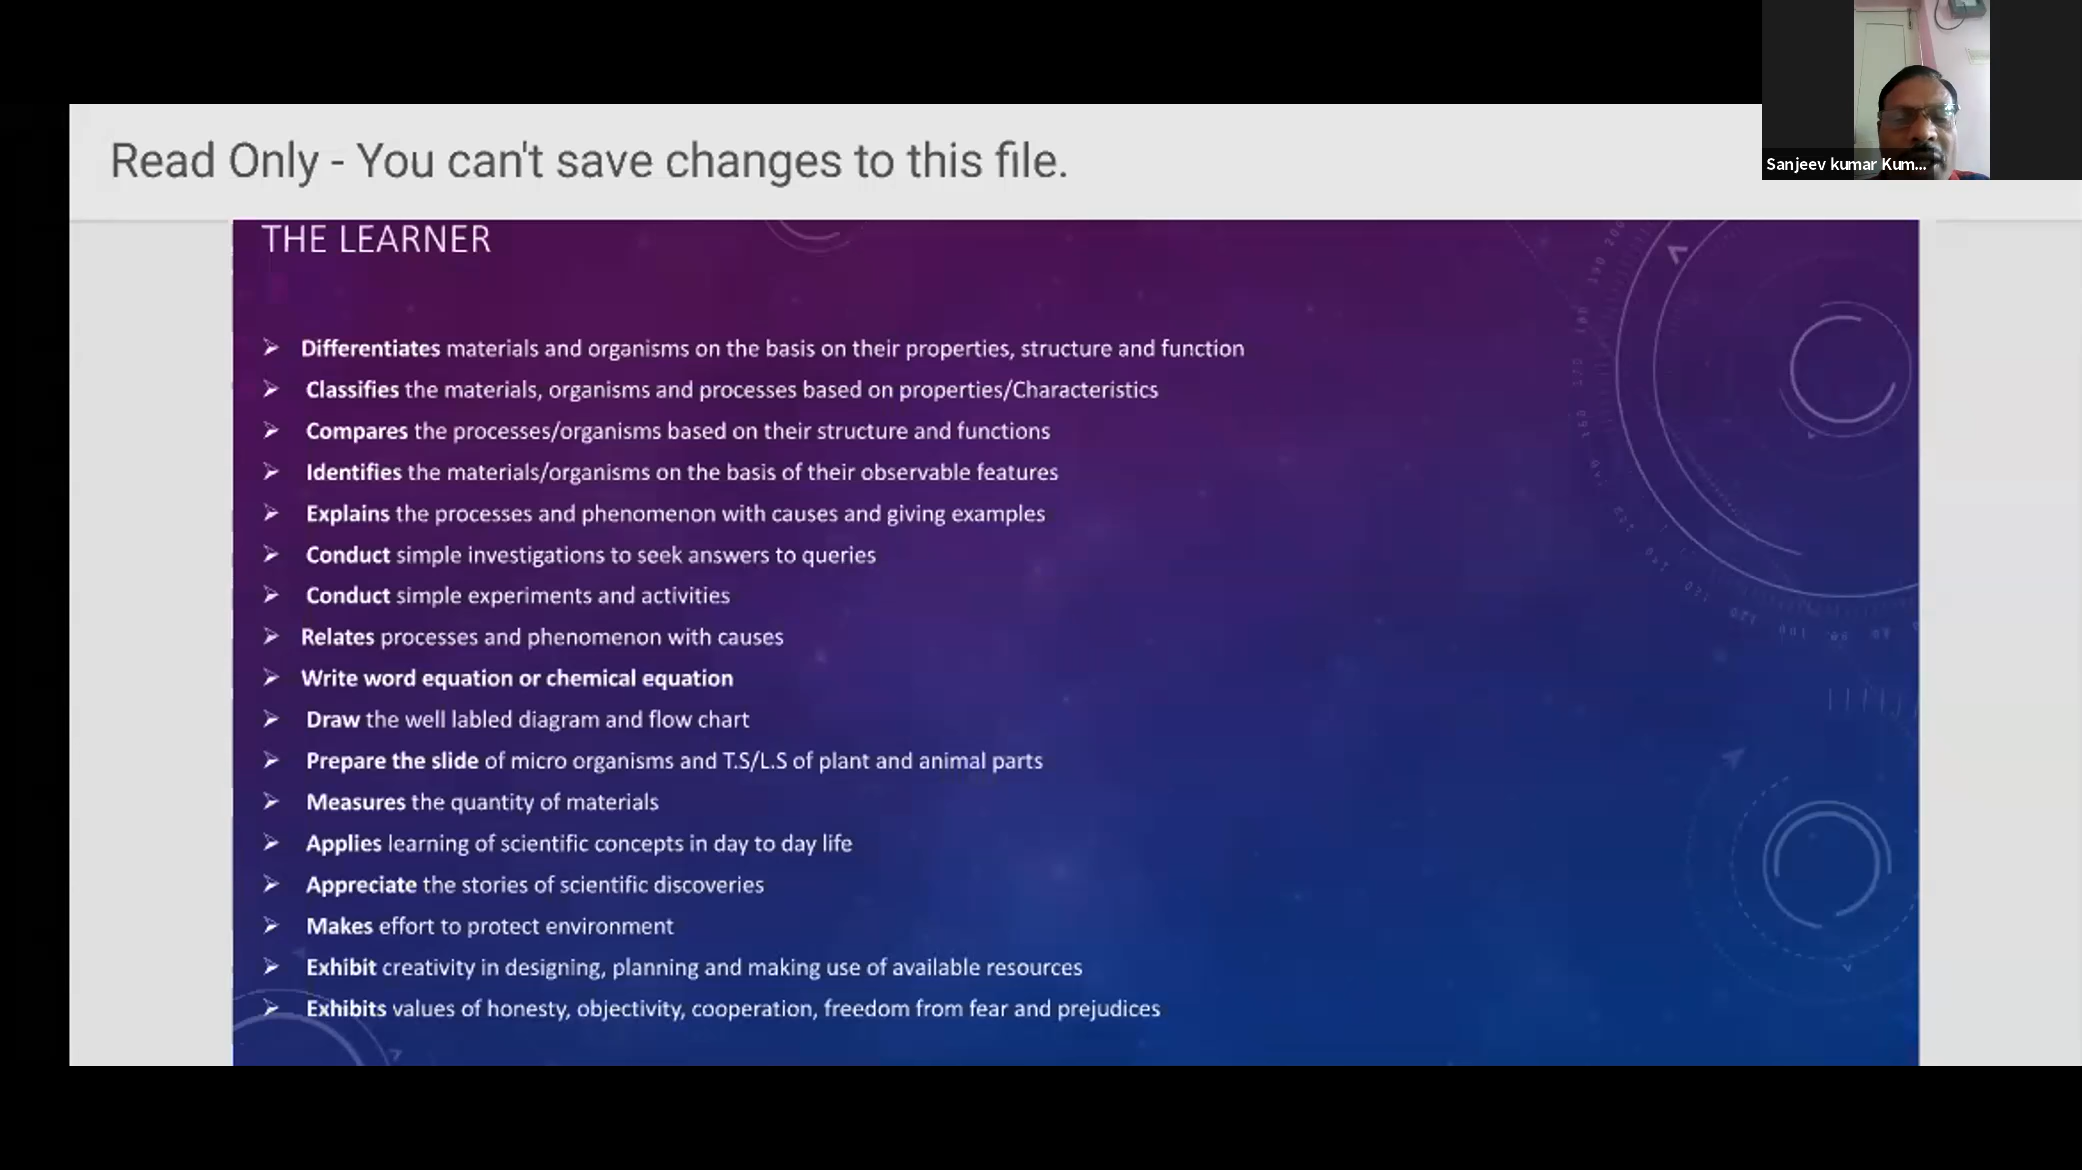 Sanjeev kumar Kum...
Read Only - You can't save changes to this file.
THE LEARNER
➢ Differentiates materials and organisms on the basis on their properties, structure and function
➢ Classifies the materials, organisms and processes based on properties/Characteristics
➢ Compares the processes/organisms based on their structure and functions
➢ Identifies the materials/organisms on the basis of their observable features
➢ Explains the processes and phenomenon with causes and giving examples
➢ Conduct simple investigations to seek answers to queries
➢ Conduct simple experiments and activities
➢ Relates processes and phenomenon with causes
➢ Write word equation or chemical equation
➢ Draw the well labled diagram and flow chart
➢ Prepare the slide of micro organisms and T.S/L.S of plant and animal parts
➢ Measures the quantity of materials
➢ Applies learning of scientific concepts in day to day life
➢ Appreciate the stories of scientific discoveries
➢ Makes effort to protect environment
➢ Exhibit creativity in designing, planning and making use of available resources
➢ Exhibits values of honesty, objectivity, cooperation, freedom from fear and prejudices